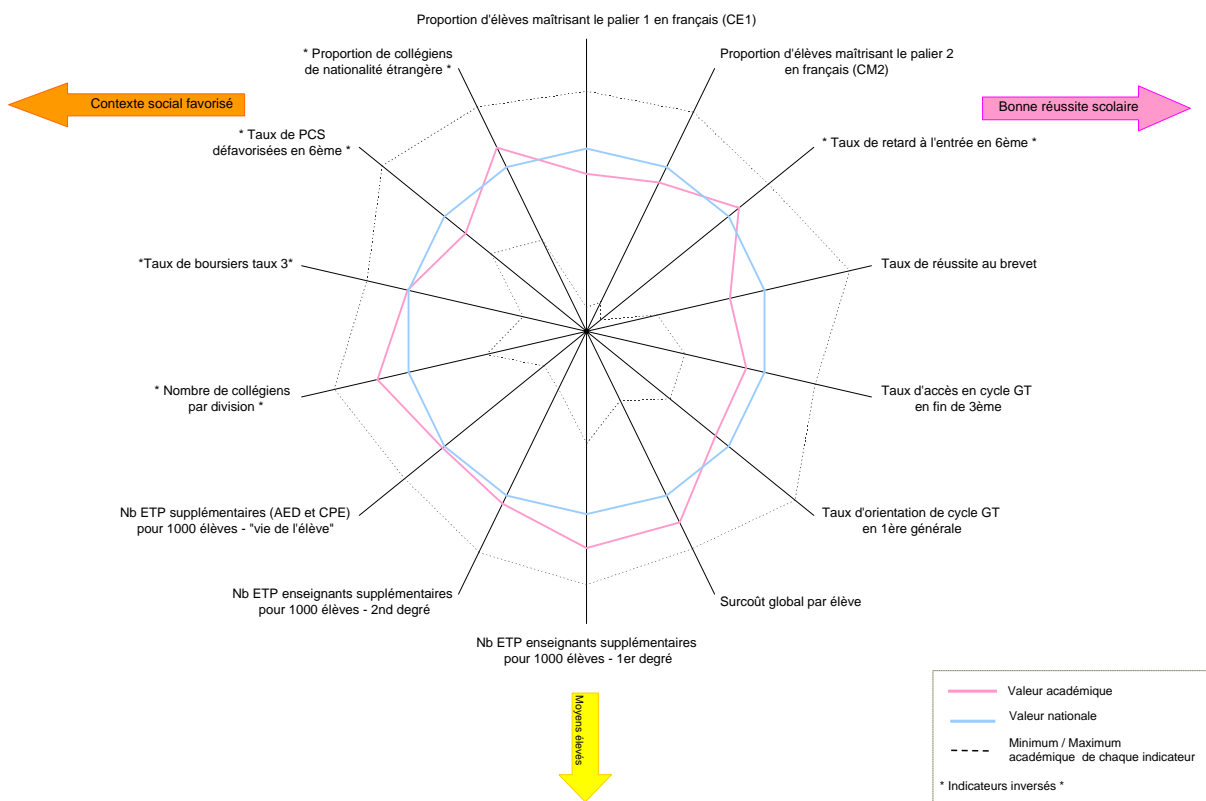 Proportion d'élèves maîtrisant le palier 1 en français (CE1)
* Proportion de collégiens
de nationalité étrangère *
Proportion d'élèves maîtrisant le palier 2
en français (CM2)
Contexte social favorisé
Bonne réussite scolaire
* Taux de PCS
défavorisées en 6ème *
* Taux de retard à l'entrée en 6ème *
*Taux de boursiers taux 3*
Taux de réussite au brevet
* Nombre de collégiens
par division *
Taux d'accès en cycle GT
en fin de 3ème
Nb ETP supplémentaires (AED et CPE)
pour 1000 élèves - "vie de l'élève"
Taux d'orientation de cycle GT
en 1ère générale
Nb ETP enseignants supplémentaires
pour 1000 élèves - 2nd degré
Surcoût global par élève
Nb ETP enseignants supplémentaires
pour 1000 élèves - 1er degré
Moyens élevés
Valeur académique
Valeur nationale
Minimum / Maximum
académique de chaque indicateur
* Indicateurs inversés *